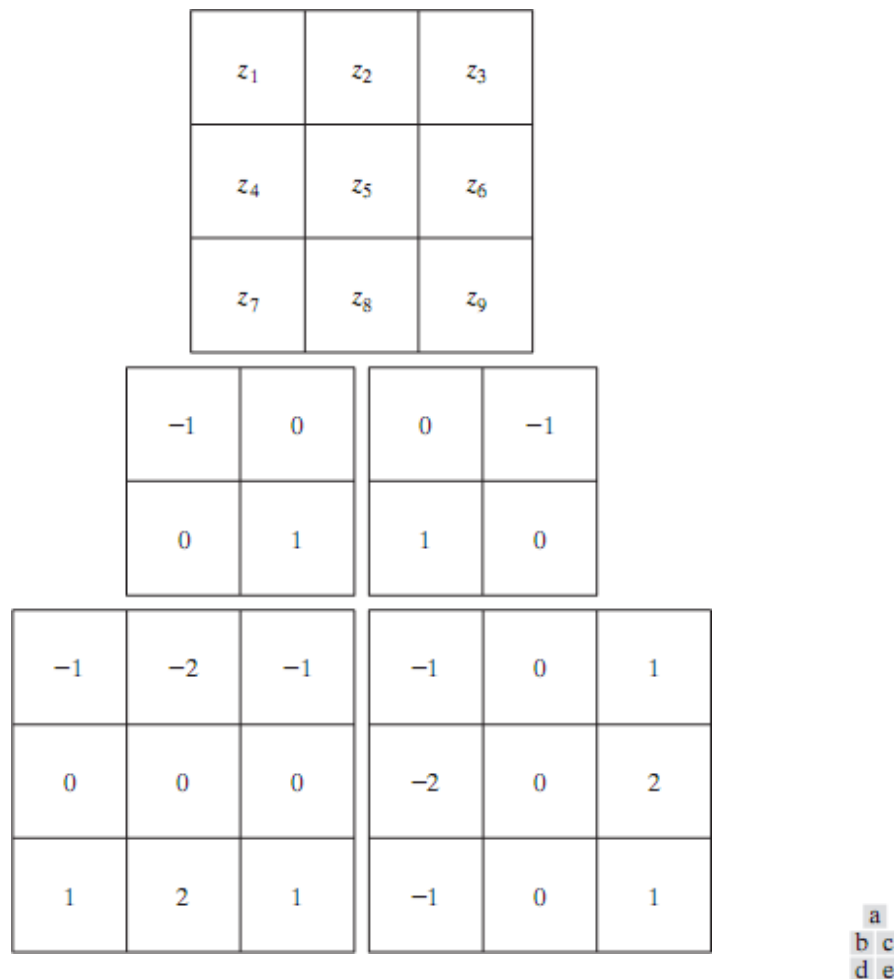 z₁ z₂ z₃
z₄ z₅ z₆
z₇ z₈ z₉
−1 0 0 −1
0 1 1 0
−1 −2 −1 −1 0 1
0 0 0 −2 0 2
1 2 1 −1 0 1
a
b c
d e